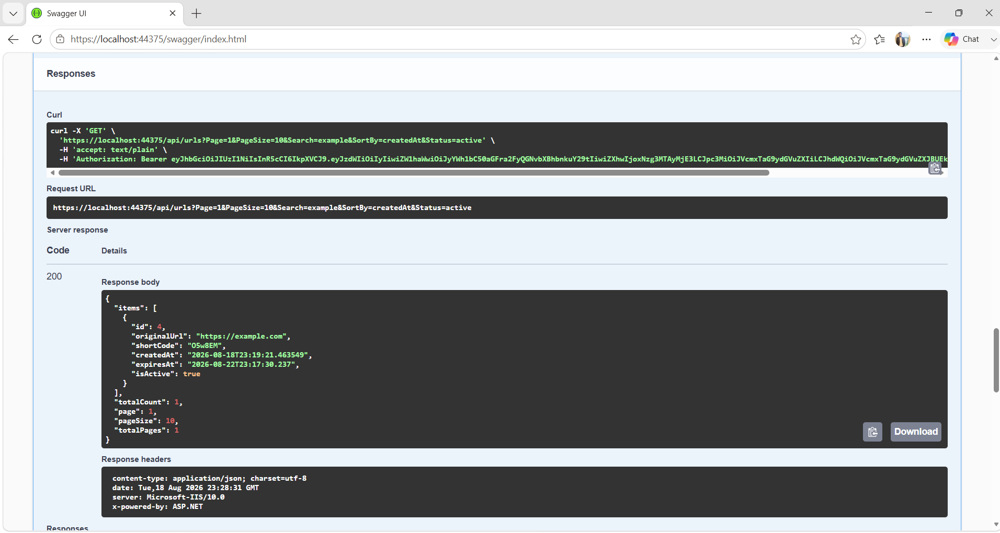 Swagger UI
https://localhost:44375/swagger/index.html
Chat
Responses
Curl
curl -X 'GET' \
'https://localhost:44375/api/urls?Page=1&PageSize=10&Search=example&SortBy=createdAt&Status=active' \
-H 'accept: text/plain' \
-H 'Authorization: Bearer eyJhbGciOiJIUzI1NiIsInR5cCI6IkpXVCJ9.eyJzdWIiOiIyIiwiZW1haWwiOiJyYWh1bC50aGFra2FyQGNvbXBhbnkuY29tIiwiZXhwIjoxNzg3MTAyMjE3LCJpc3MiOiJVcmxTaG9ydGVuZXIiLCJhdWQiOiJVcmxTaG9ydGVuZXJBUEk
Request URL
https://localhost:44375/api/urls?Page=1&PageSize=10&Search=example&SortBy=createdAt&Status=active
Server response
Code Details
200
Response body
{
"items": [
{
"id": 4,
"originalUrl": "https://example.com",
"shortCode": "O5w8EM",
"createdAt": "2026-08-18T23:19:21.463549",
"expiresAt": "2026-08-22T23:17:30.237",
"isActive": true
}
],
"totalCount": 1,
"page": 1,
"pageSize": 10,
"totalPages": 1
}
Download
Response headers
content-type: application/json; charset=utf-8
date: Tue,18 Aug 2026 23:28:31 GMT
server: Microsoft-IIS/10.0
x-powered-by: ASP.NET
Responses